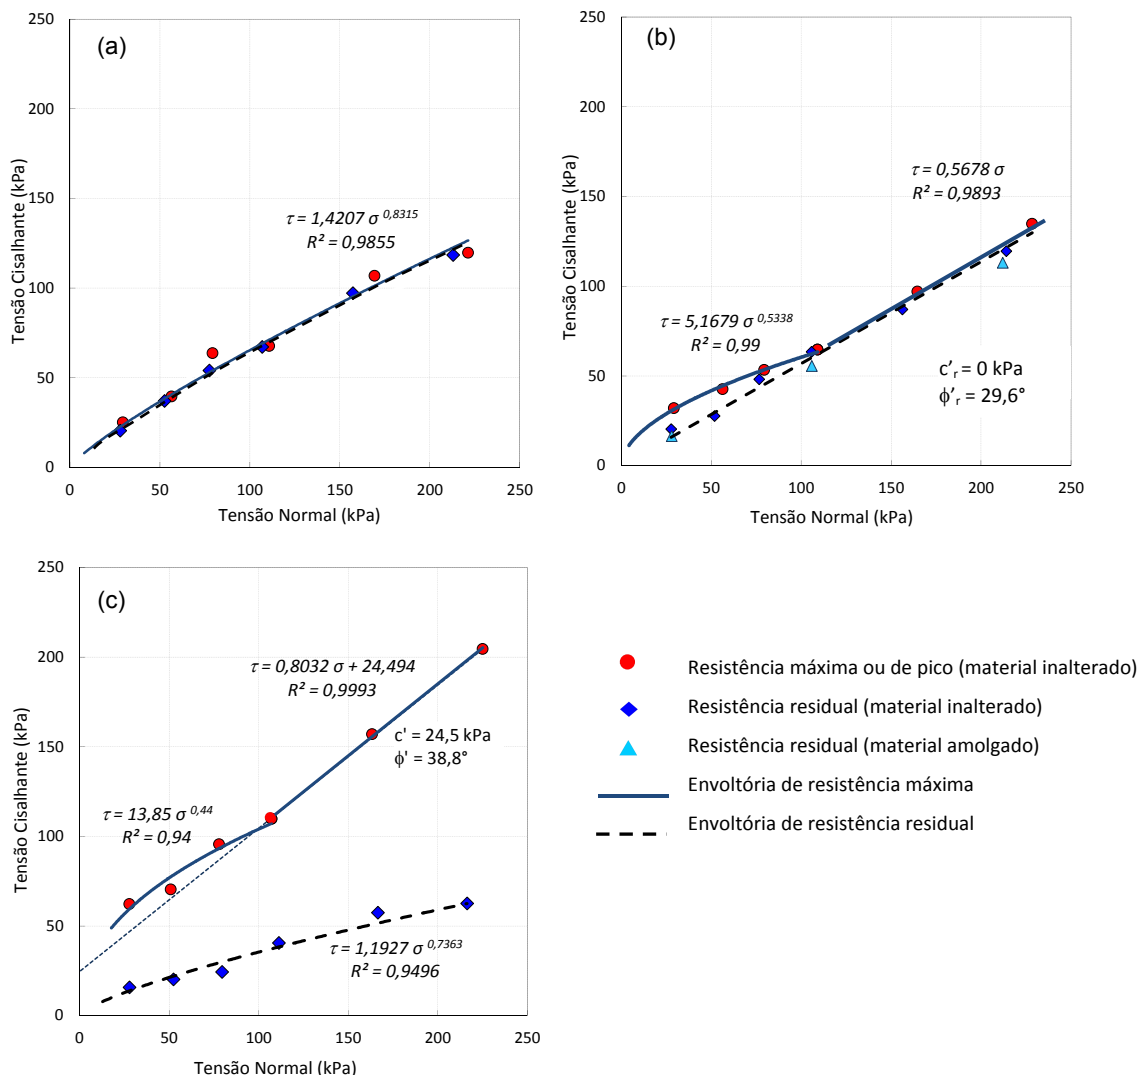 (a)
250
200
150
100
50
0
Tensão Cisalhante (kPa)
τ = 1,4207 σ 0,8315
R² = 0,9855
0 50 100 150 200 250
Tensão Normal (kPa)
(b)
250
200
150
100
50
0
Tensão Cisalhante (kPa)
τ = 0,5678 σ
R² = 0,9893
τ = 5,1679 σ 0,5338
R² = 0,99
c'r = 0 kPa
ϕ'r = 29,6°
0 50 100 150 200 250
Tensão Normal (kPa)
(c)
250
200
150
100
50
0
Tensão Cisalhante (kPa)
τ = 0,8032 σ + 24,494
R² = 0,9993
c' = 24,5 kPa
ϕ' = 38,8°
τ = 13,85 σ 0,44
R² = 0,94
τ = 1,1927 σ 0,7363
R² = 0,9496
0 50 100 150 200 250
Tensão Normal (kPa)
Resistência máxima ou de pico (material inalterado)
Resistência residual (material inalterado)
Resistência residual (material amolgado)
Envoltória de resistência máxima
Envoltória de resistência residual